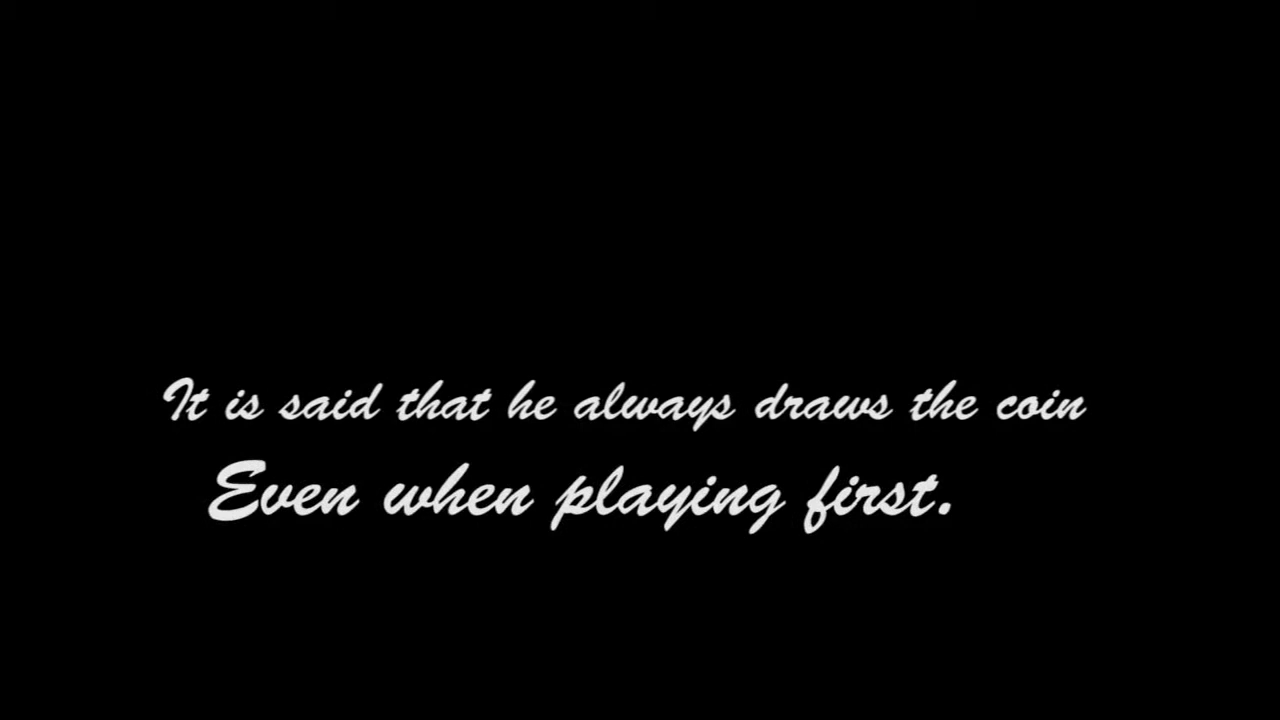 It is said that he always draws the coin
Even when playing first.